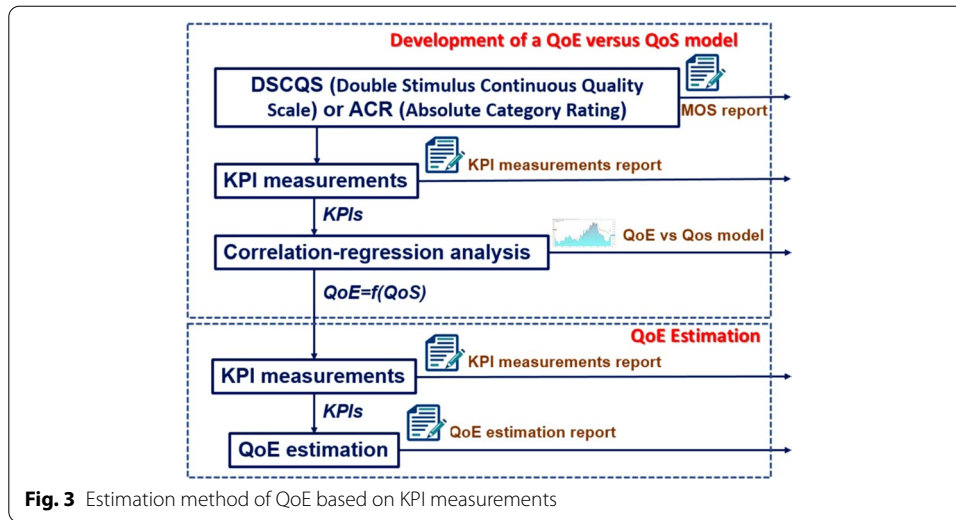 Development of a QoE versus QoS model
DSCQS (Double Stimulus Continuous Quality
Scale) or ACR (Absolute Category Rating)
MOS report
KPI measurements report
KPI measurements
KPIs
QoE vs Qos model
Correlation-regression analysis
QoE=f(QoS)
QoE Estimation
KPI measurements report
KPI measurements
KPIs
QoE estimation report
QoE estimation
Fig. 3 Estimation method of QoE based on KPI measurements